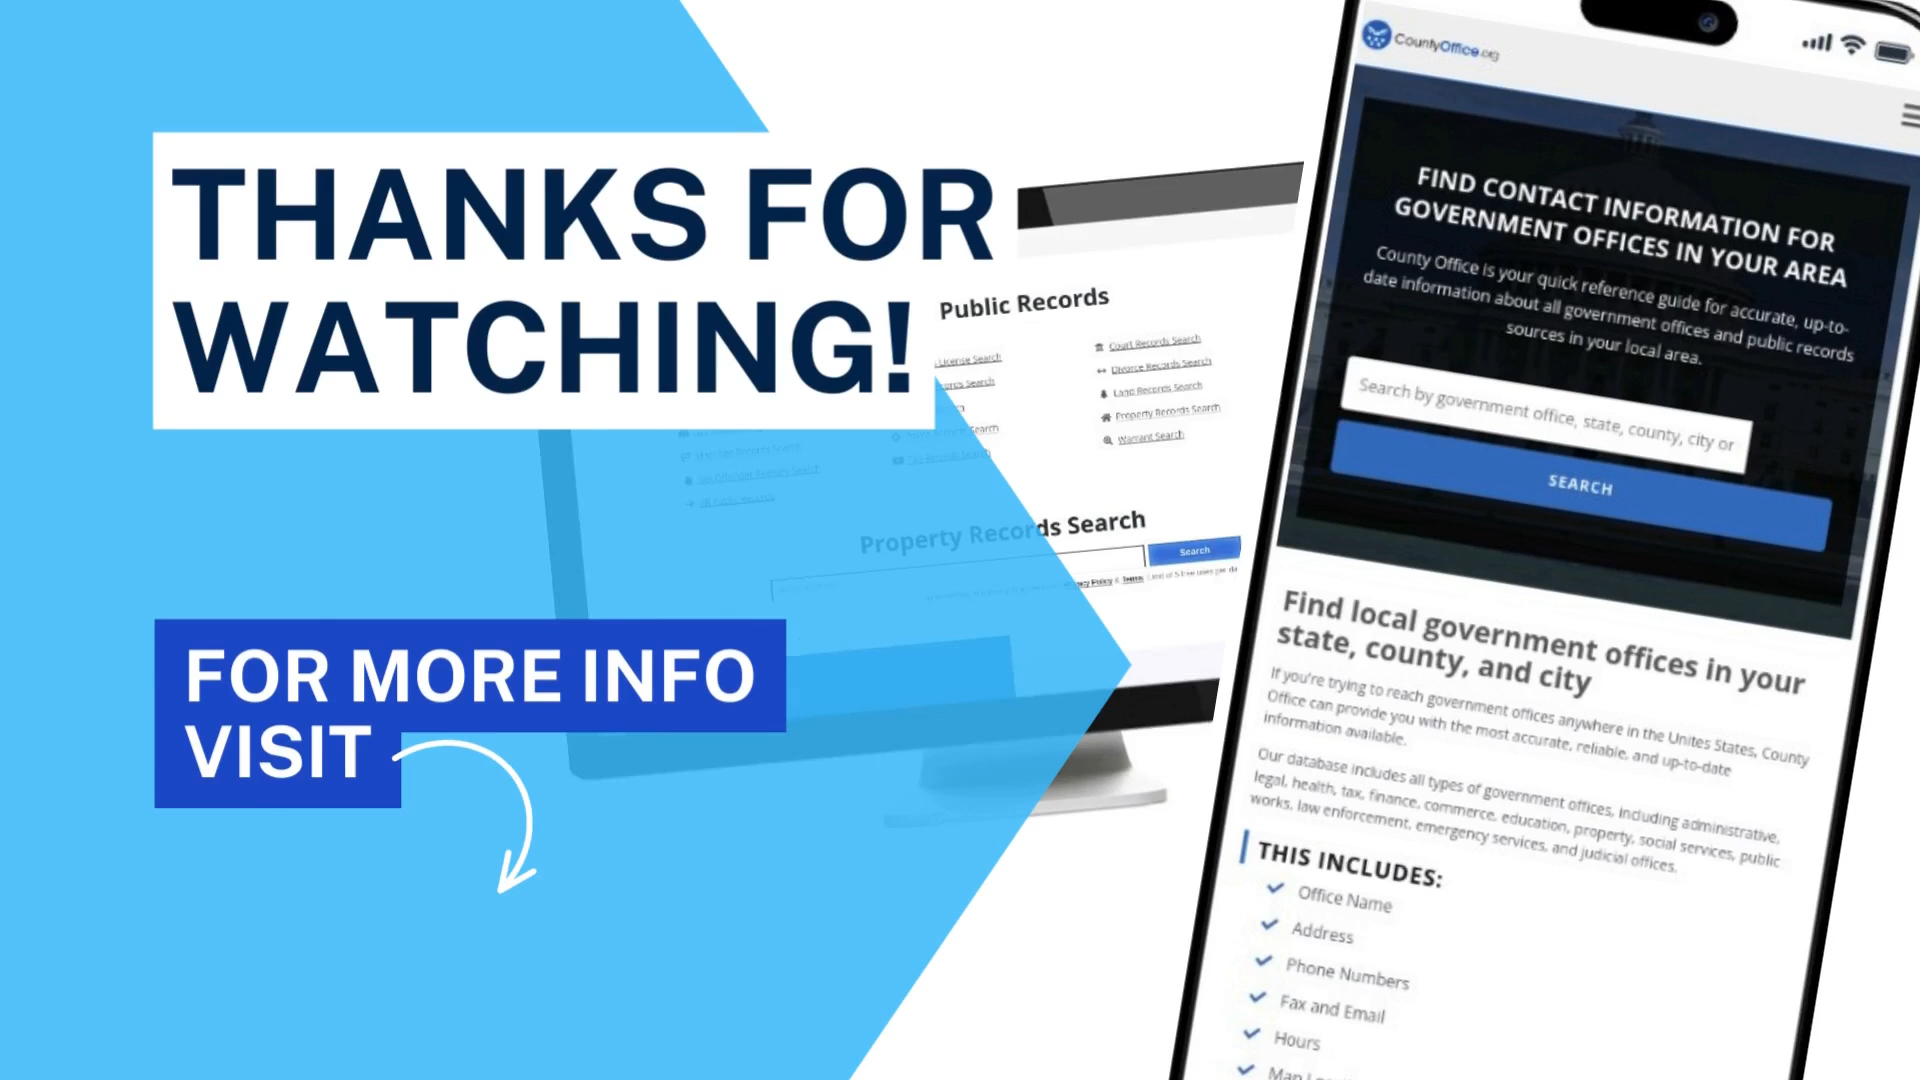 THANKS FOR
WATCHING!
FOR MORE INFO
VISIT
Public Records
License Search
Search
Search
Court Records Search
Divorce Records Search
Land Records Search
Property Records Search
Warrant Search
Property Records Search
Search
Policy & Terms
CountyOffice.org
FIND CONTACT INFORMATION FOR
GOVERNMENT OFFICES IN YOUR AREA
County Office is your quick reference guide for accurate, up-to-
date information about all government offices and public records
sources in your local area.
Search by government office, state, county, city or
SEARCH
Find local government offices in your
state, county, and city
If you're trying to reach government offices anywhere in the Unites States, County
Office can provide you with the most accurate, reliable, and up-to-date
information available.
Our database includes all types of government offices, including administrative,
legal, health, tax, finance, commerce, education, property, social services, public
works, law enforcement, emergency services, and judicial offices.
THIS INCLUDES:
Office Name
Address
Phone Numbers
Fax and Email
Hours